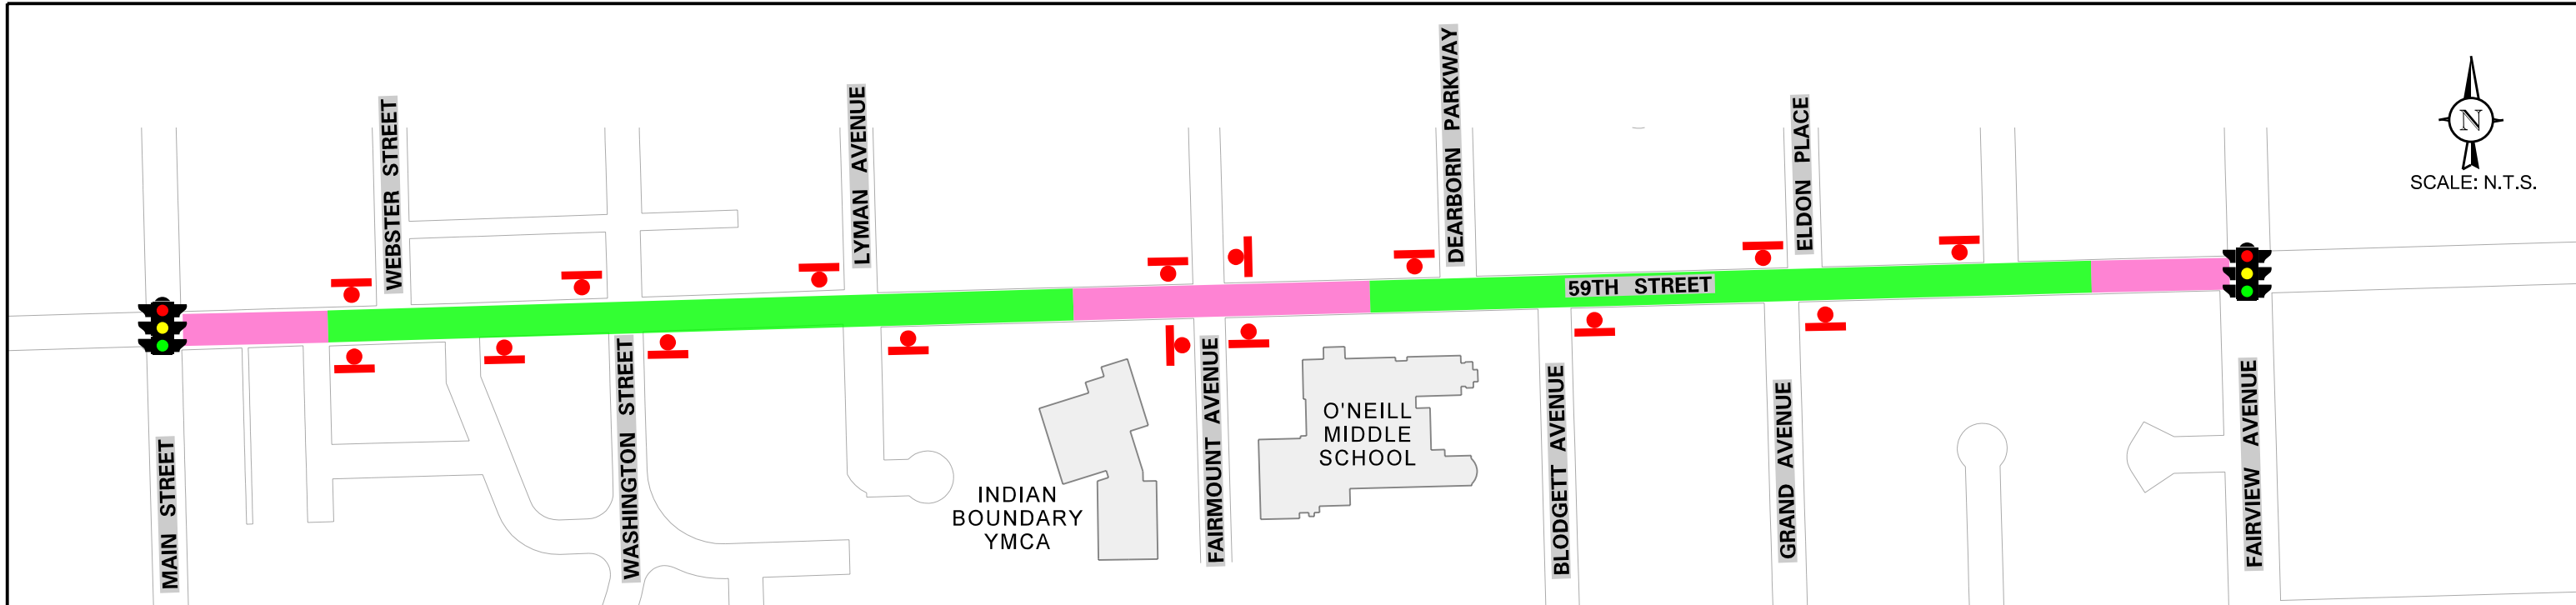 WEBSTER STREET
LYMAN AVENUE
DEARBORN PARKWAY
ELDON PLACE
N
SCALE: N.T.S.
59TH STREET
MAIN STREET
WASHINGTON STREET
INDIAN
BOUNDARY
YMCA
FAIRMOUNT AVENUE
O'NEILL
MIDDLE
SCHOOL
BLODGETT AVENUE
GRAND AVENUE
FAIRVIEW AVENUE